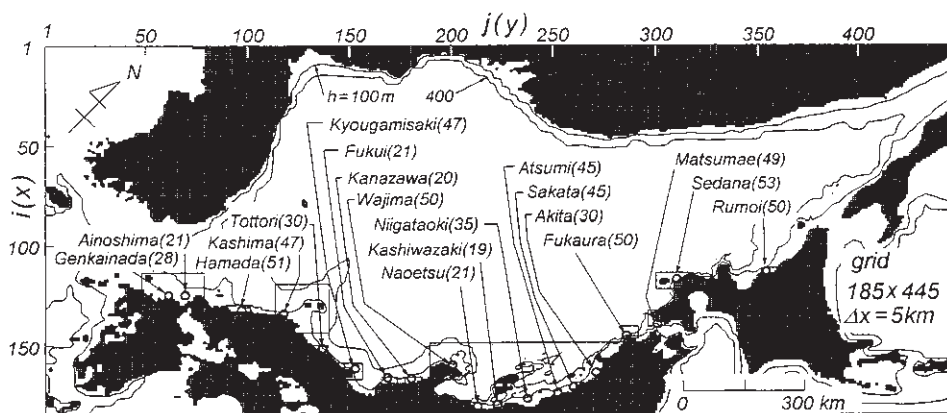 j(y)
1 50 100 150 200 250 300 350 400
1
50
100
150
i(x)
N
h=100m
400
Kyougamisaki(47)
Fukui(21)
Kanazawa(20)
Wajima(50)
Niigataoki(35)
Kashiwazaki(19)
Naoetsu(21)
Tottori(30)
Kashima(47)
Hamada(51)
Ainoshima(21)
Genkainada(28)
Atsumi(45)
Sakata(45)
Akita(30)
Fukaura(50)
Matsumae(49)
Sedana(53)
Rumoi(50)
grid
185x445
Δx=5km
0 300 km